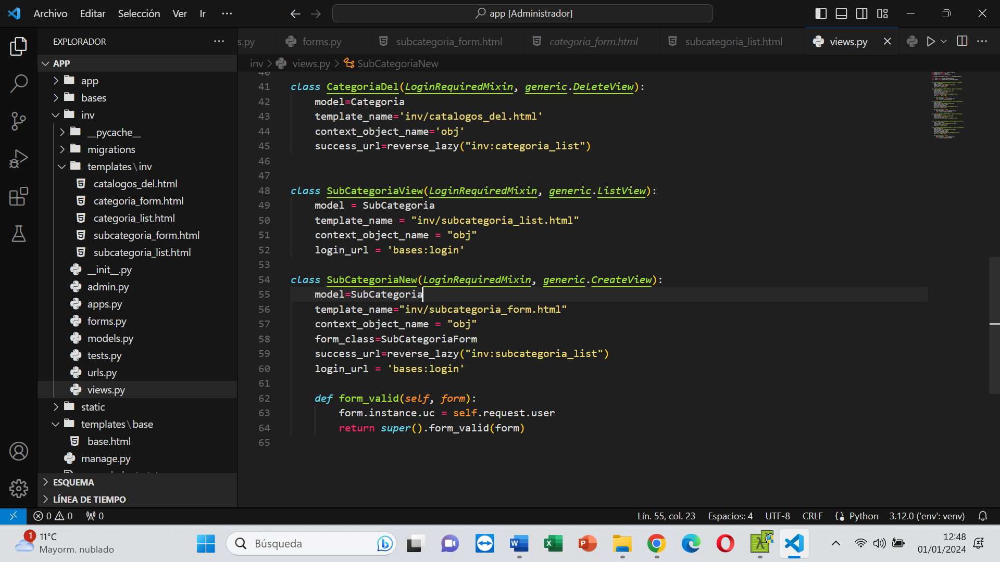 Archivo Editar Selección Ver Ir ···
app [Administrador]
EXPLORADOR
s.py forms.py subcategoria_form.html categoria_form.html subcategoria_list.html views.py
APP
inv > views.py > SubCategoriaNew
app
bases
inv
__pycache__
migrations
templates\inv
catalogos_del.html
categoria_form.html
categoria_list.html
subcategoria_form.html
subcategoria_list.html
__init__.py
admin.py
apps.py
forms.py
models.py
tests.py
urls.py
views.py
static
templates\base
base.html
manage.py
ESQUEMA
LÍNEA DE TIEMPO
40
41 class CategoriaDel(LoginRequiredMixin, generic.DeleteView):
42 model=Categoria
43 template_name='inv/catalogos_del.html'
44 context_object_name='obj'
45 success_url=reverse_lazy("inv:categoria_list")
46
47
48 class SubCategoriaView(LoginRequiredMixin, generic.ListView):
49 model = SubCategoria
50 template_name = "inv/subcategoria_list.html"
51 context_object_name = "obj"
52 login_url = 'bases:login'
53
54 class SubCategoriaNew(LoginRequiredMixin, generic.CreateView):
55 model=SubCategoria
56 template_name="inv/subcategoria_form.html"
57 context_object_name = "obj"
58 form_class=SubCategoriaForm
59 success_url=reverse_lazy("inv:subcategoria_list")
60 login_url = 'bases:login'
61
62 def form_valid(self, form):
63 form.instance.uc = self.request.user
64 return super().form_valid(form)
65
0 0 0
Lín. 55, col. 23 Espacios: 4 UTF-8 CRLF Python 3.12.0 ('env': venv)
1 11°C
Mayorm. nublado
Búsqueda
12:48
01/01/2024